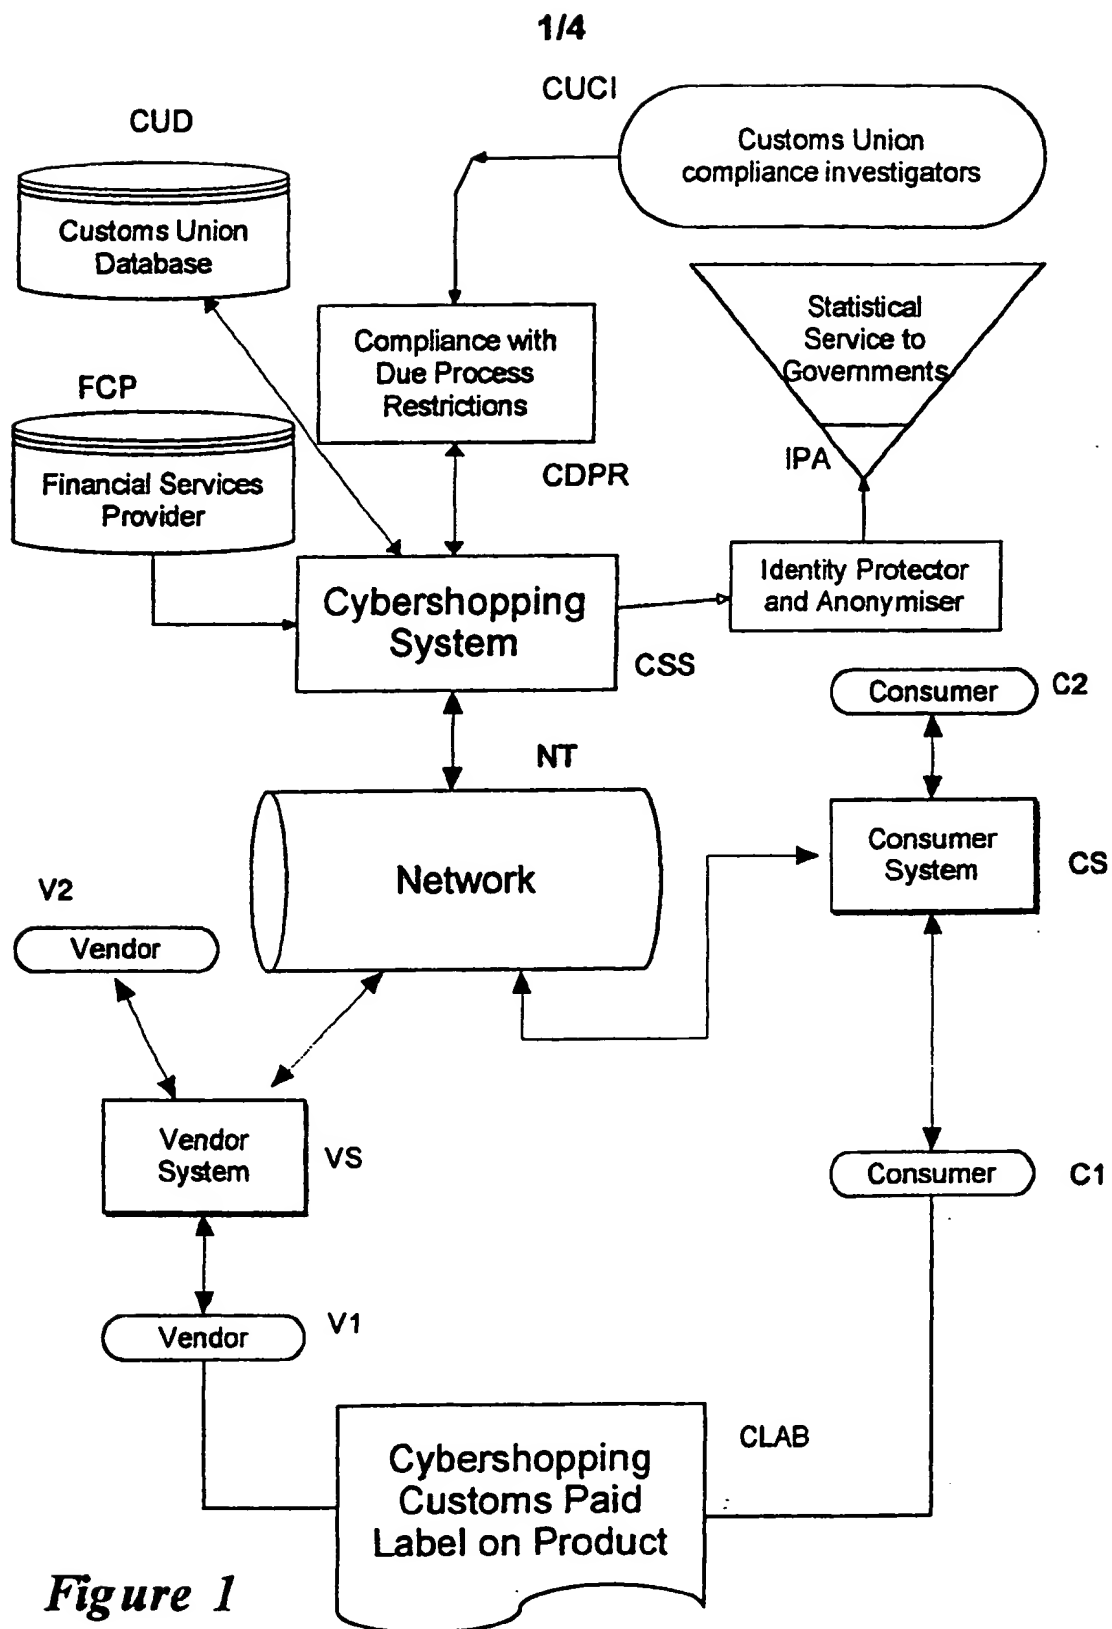 1/4
CUCI
CUD
Customs Union
compliance investigators
Customs Union
Database
Statistical
Service to
Governments
Compliance with
Due Process
Restrictions
FCP
IPA
CDPR
Financial Services
Provider
Identity Protector
and Anonymiser
Cybershopping
System
CSS
Consumer
C2
NT
Consumer
System
CS
Network
V2
Vendor
Vendor
System
VS
Consumer
C1
Vendor
V1
CLAB
Cybershopping
Customs Paid
Label on Product
Figure 1